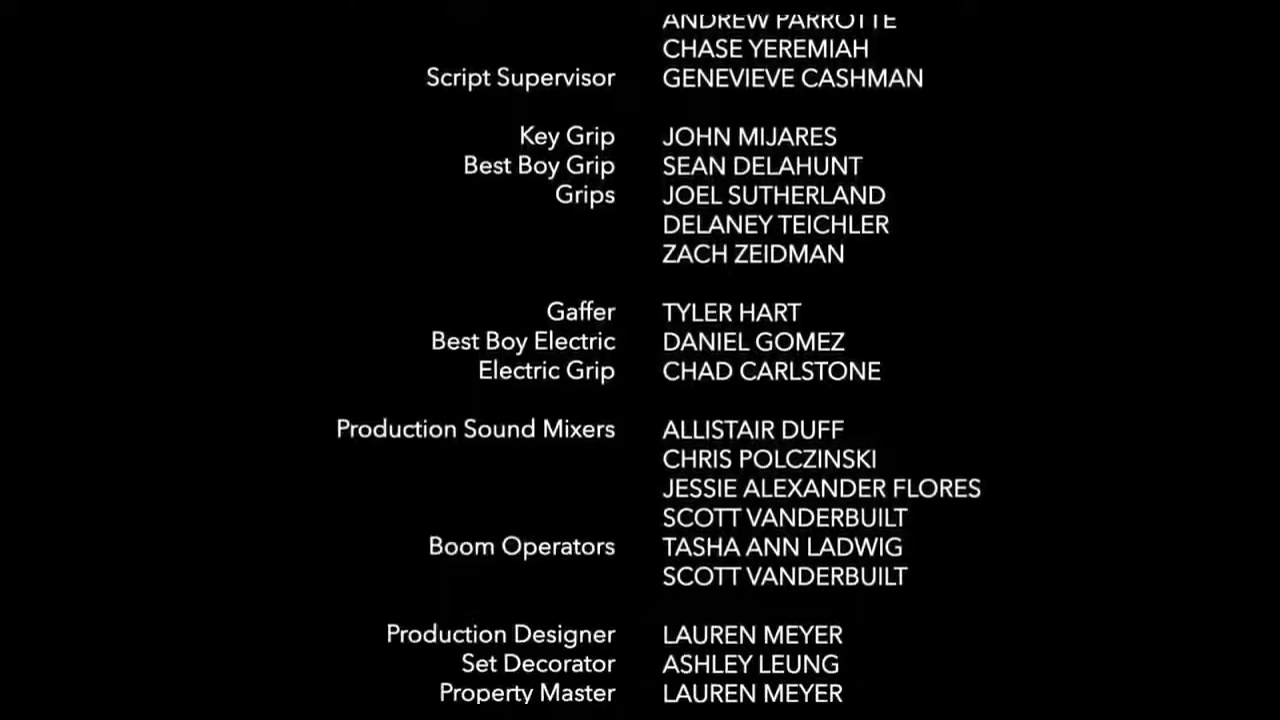 ANDREW PARROTTE
CHASE YEREMIAH
Script Supervisor GENEVIEVE CASHMAN
Key Grip JOHN MIJARES
Best Boy Grip SEAN DELAHUNT
Grips JOEL SUTHERLAND
DELANEY TEICHLER
ZACH ZEIDMAN
Gaffer TYLER HART
Best Boy Electric DANIEL GOMEZ
Electric Grip CHAD CARLSTONE
Production Sound Mixers ALLISTAIR DUFF
CHRIS POLCZINSKI
JESSIE ALEXANDER FLORES
SCOTT VANDERBUILT
Boom Operators TASHA ANN LADWIG
SCOTT VANDERBUILT
Production Designer LAUREN MEYER
Set Decorator ASHLEY LEUNG
Property Master LAUREN MEYER